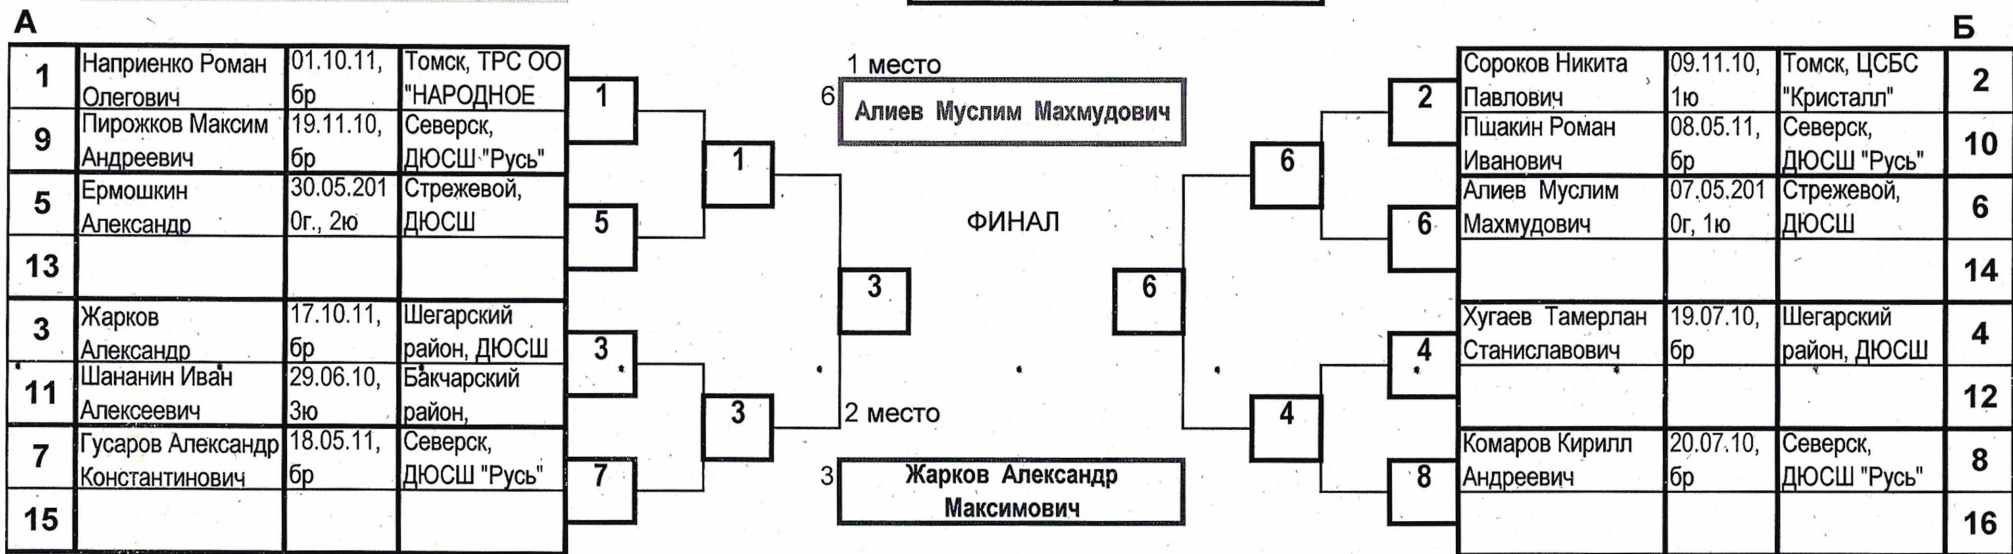 А
Б
1
Наприенко Роман
Олегович
01.10.11,
бр
Томск, ТРС ОО
"НАРОДНОЕ
9
Пирожков Максим
Андреевич
19.11.10,
бр
Северск,
ДЮСШ "Русь"
5
Ермошкин
Александр
30.05.201
0г., 2ю
Стрежевой,
ДЮСШ
13
3
Жарков
Александр
17.10.11,
бр
Шегарский
район, ДЮСШ
11
Шананин Иван
Алексеевич
29.06.10,
3ю
Бакчарский
район,
7
Гусаров Александр
Константинович
18.05.11,
бр
Северск,
ДЮСШ "Русь"
15
1
5
3
7
1
3
3
1 место
6
Алиев Муслим Махмудович
ФИНАЛ
2 место
3
Жарков Александр
Максимович
6
6
4
2
6
4
8
Сороков Никита
Павлович
09.11.10,
1ю
Томск, ЦСБС
"Кристалл"
2
Пшакин Роман
Иванович
08.05.11,
бр
Северск,
ДЮСШ "Русь"
10
Алиев Муслим
Махмудович
07.05.201
0г, 1ю
Стрежевой,
ДЮСШ
6
14
Хугаев Тамерлан
Станиславович
19.07.10,
бр
Шегарский
район, ДЮСШ
4
12
Комаров Кирилл
Андреевич
20.07.10,
бр
Северск,
ДЮСШ "Русь"
8
16